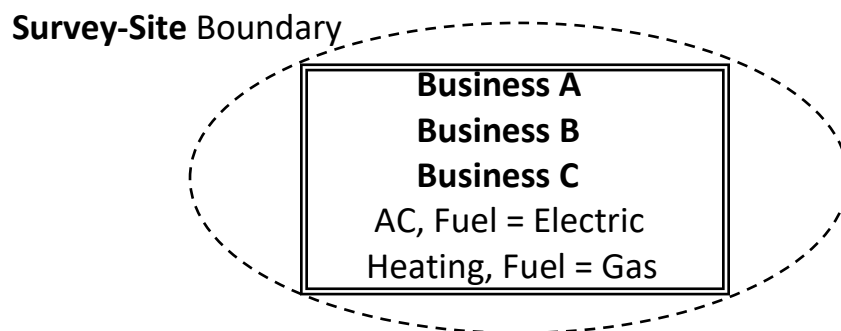 Survey-Site Boundary
Business A
Business B
Business C
AC, Fuel = Electric
Heating, Fuel = Gas